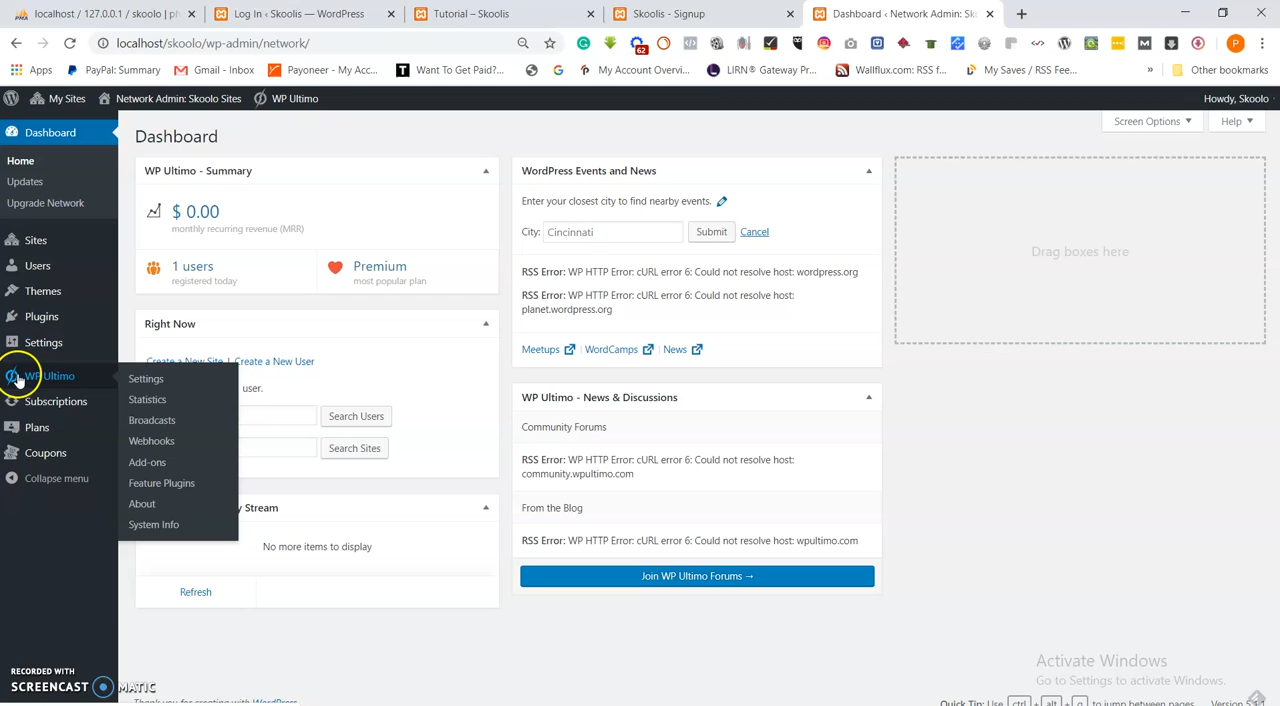 localhost / 127.0.0.1 / skoolo | ph
Log In ‹ Skoolis — WordPress
Tutorial – Skoolis
Skoolis - Signup
Dashboard ‹ Network Admin: Sk
localhost/skoolo/wp-admin/network/
62
P
Apps
PayPal: Summary
Gmail - Inbox
Payoneer - My Acc...
Want To Get Paid?...
My Account Overvi...
LIRN® Gateway Pr...
Wallflux.com: RSS f...
My Saves / RSS Fee...
»
Other bookmarks
My Sites
Network Admin: Skoolo Sites
WP Ultimo
Howdy, Skoolo
Screen Options
Help
Dashboard
Home
Updates
Upgrade Network
Sites
Users
Themes
Plugins
Settings
WP Ultimo
Subscriptions
Plans
Coupons
Collapse menu
Settings
Statistics
Broadcasts
Webhooks
Add-ons
Feature Plugins
About
System Info
Dashboard
WP Ultimo - Summary
$ 0.00
monthly recurring revenue (MRR)
1 users
registered today
Premium
most popular plan
Right Now
Create a New Site | Create a New User
user.
Search Users
Search Sites
y Stream
No more items to display
Refresh
WordPress Events and News
Enter your closest city to find nearby events.
City: Cincinnati Submit Cancel
RSS Error: WP HTTP Error: cURL error 6: Could not resolve host: wordpress.org
RSS Error: WP HTTP Error: cURL error 6: Could not resolve host:
planet.wordpress.org
Meetups | WordCamps | News
WP Ultimo - News & Discussions
Community Forums
RSS Error: WP HTTP Error: cURL error 6: Could not resolve host:
community.wpultimo.com
From the Blog
RSS Error: WP HTTP Error: cURL error 6: Could not resolve host: wpultimo.com
Join WP Ultimo Forums →
Drag boxes here
Activate Windows
Go to Settings to activate Windows.
RECORDED WITH
SCREENCAST MATIC
Thank you for creating with WordPress
Quick Tip: Use ctrl + alt + g to jump between pages.
Version 5.1.1